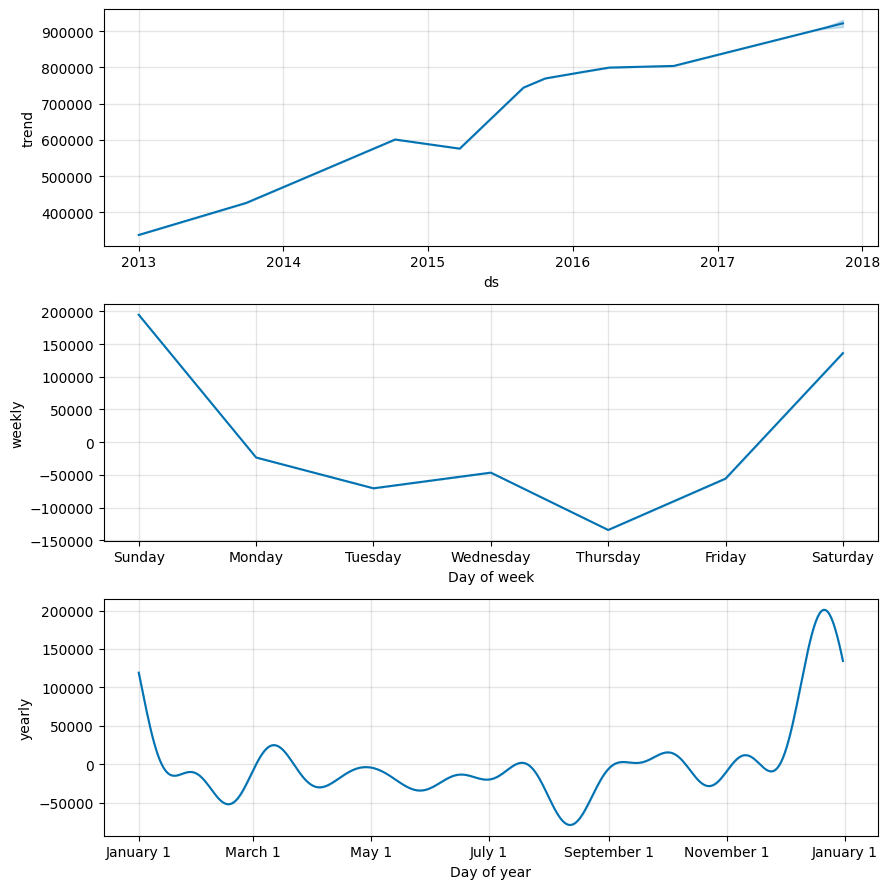 900000
800000
700000
600000
500000
400000
trend
2013 2014 2015 2016 2017 2018
ds
200000
150000
100000
50000
0
−50000
−100000
−150000
weekly
Sunday Monday Tuesday Wednesday Thursday Friday Saturday
Day of week
200000
150000
100000
50000
0
−50000
yearly
January 1 March 1 May 1 July 1 September 1 November 1 January 1
Day of year